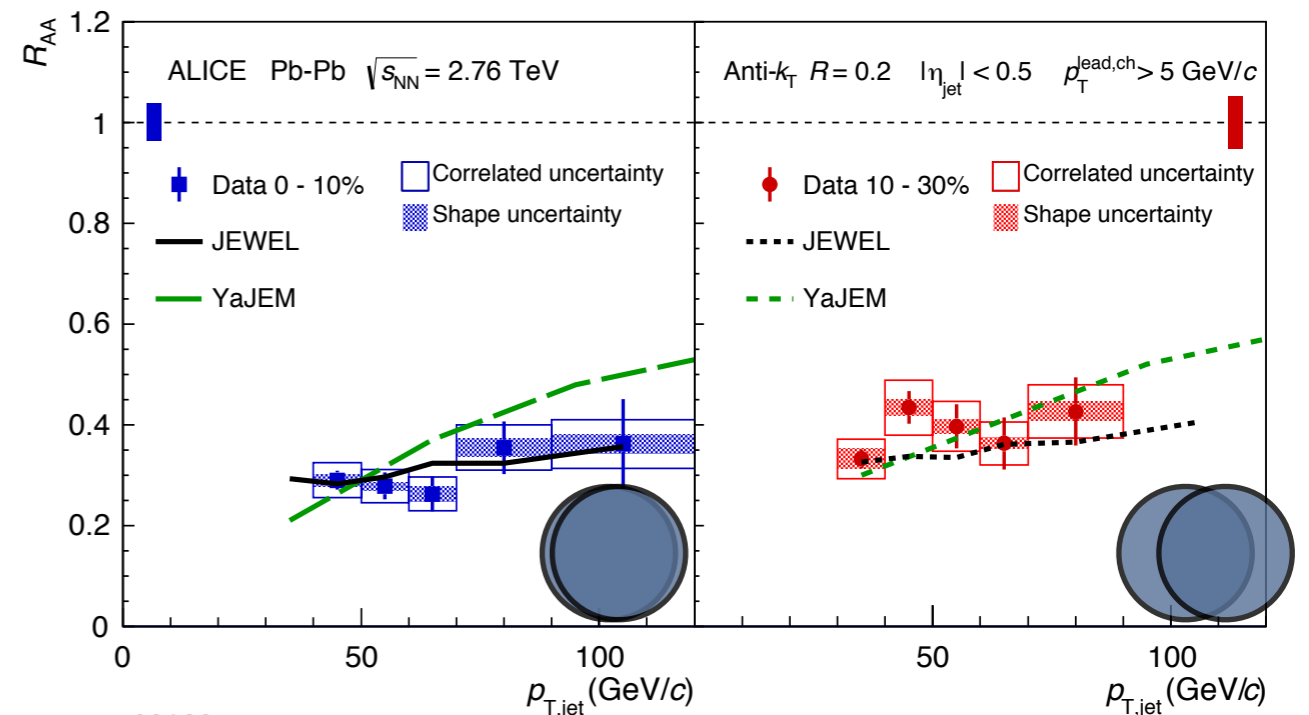 R_AA
1.2
1
0.8
0.6
0.4
0.2
0
ALICE Pb-Pb √s_NN = 2.76 TeV
Data 0 - 10%
Correlated uncertainty
Shape uncertainty
JEWEL
YaJEM
0
50
100
p_T,jet (GeV/c)
Anti-k_T R = 0.2 |η_jet| < 0.5 p_T^lead,ch > 5 GeV/c
Data 10 - 30%
Correlated uncertainty
Shape uncertainty
JEWEL
YaJEM
50
100
p_T,jet (GeV/c)